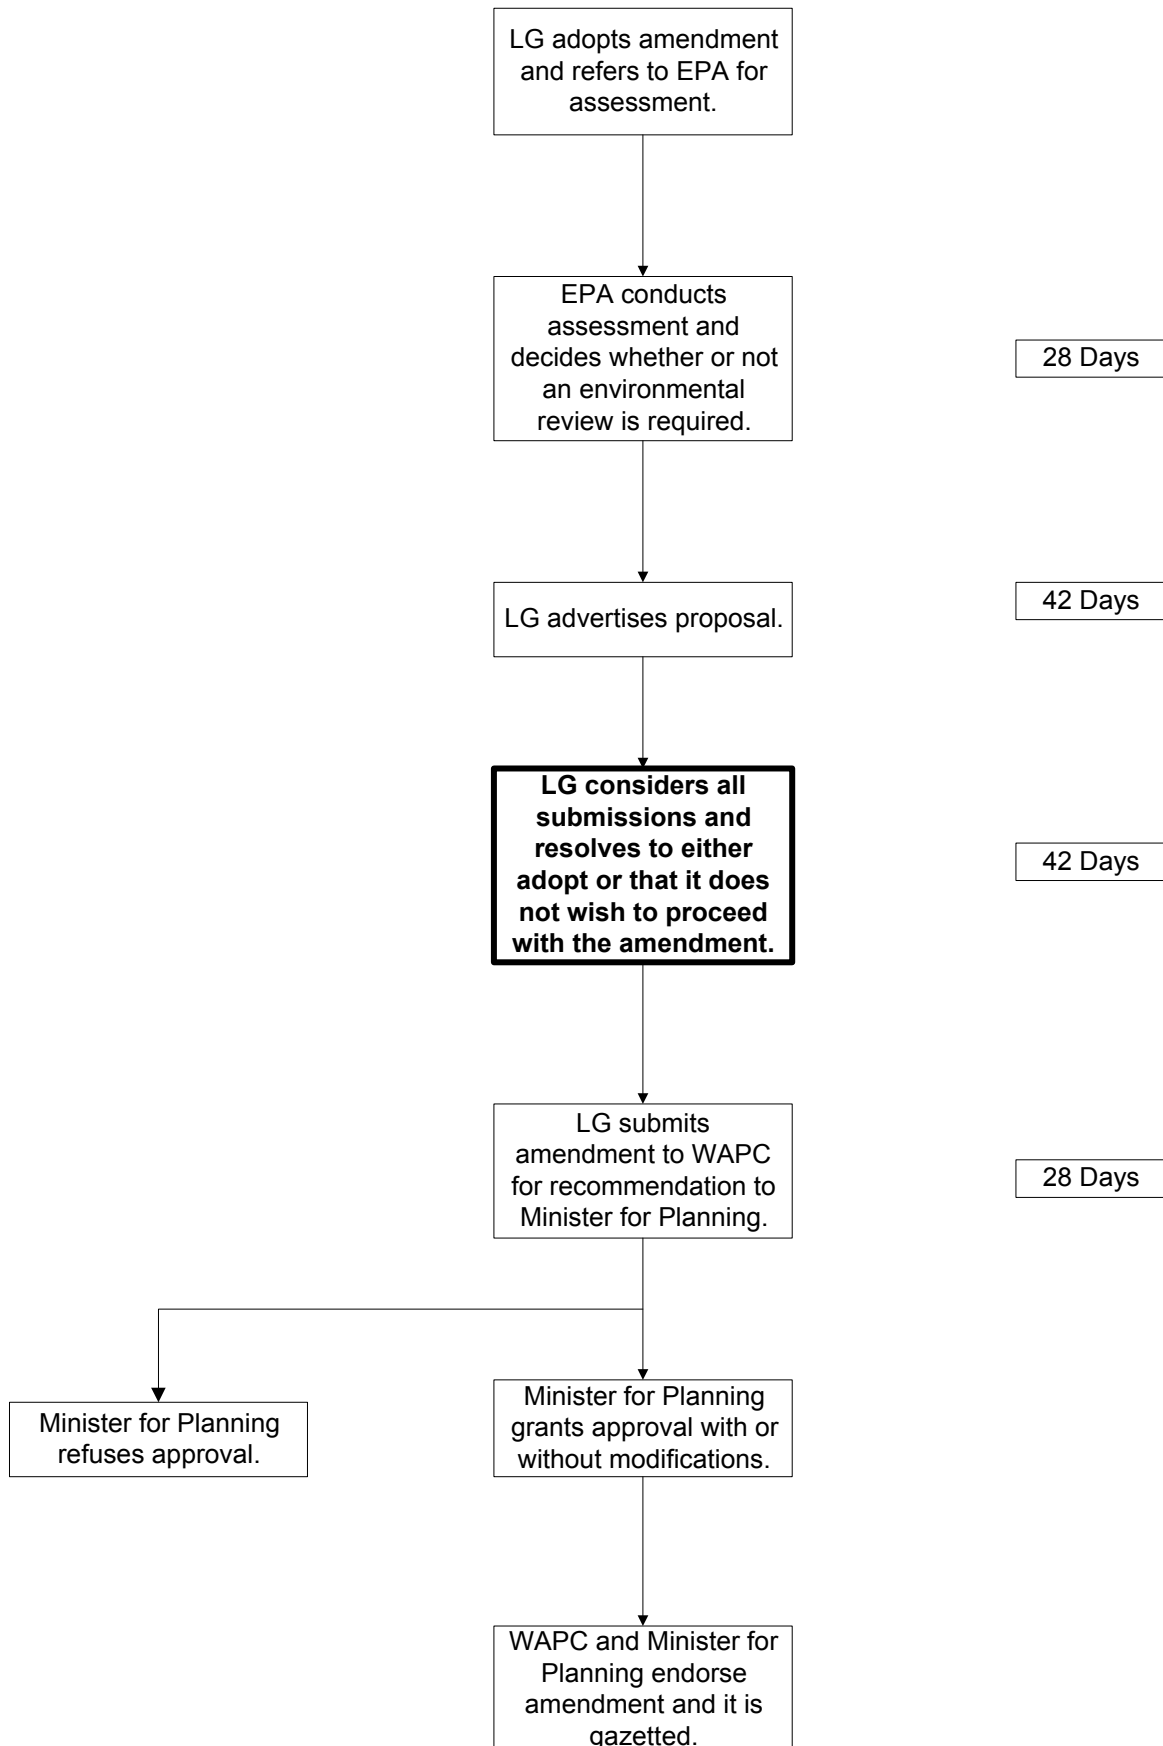 LG adopts amendment
and refers to EPA for
assessment.
EPA conducts
assessment and
decides whether or not
an environmental
review is required.
28 Days
LG advertises proposal.
42 Days
LG considers all
submissions and
resolves to either
adopt or that it does
not wish to proceed
with the amendment.
42 Days
LG submits
amendment to WAPC
for recommendation to
Minister for Planning.
28 Days
Minister for Planning
refuses approval.
Minister for Planning
grants approval with or
without modifications.
WAPC and Minister for
Planning endorse
amendment and it is
gazetted.